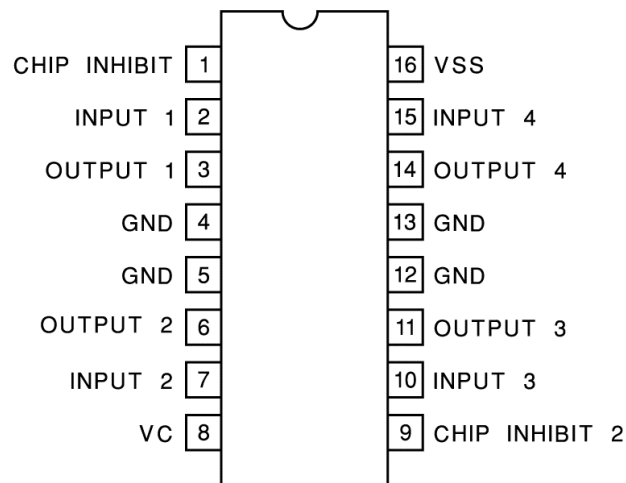 CHIP INHIBIT 1 16 VSS
INPUT 1 2 15 INPUT 4
OUTPUT 1 3 14 OUTPUT 4
GND 4 13 GND
GND 5 12 GND
OUTPUT 2 6 11 OUTPUT 3
INPUT 2 7 10 INPUT 3
VC 8 9 CHIP INHIBIT 2